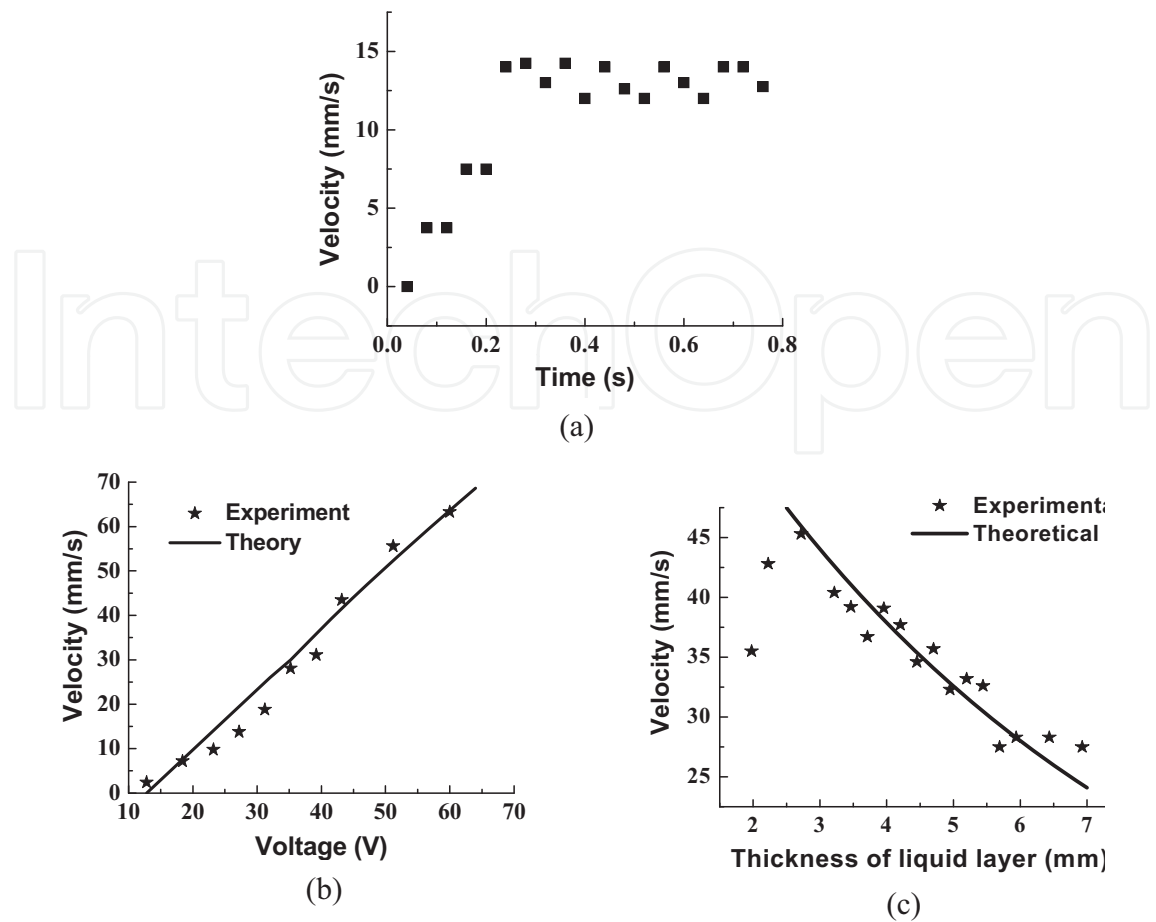 15
10
5
0
Velocity (mm/s)
0.0 0.2 0.4 0.6 0.8
Time (s)
(a)
IntechOpen
70
60
50
40
30
20
10
0
Velocity (mm/s)
Experiment
Theory
10 20 30 40 50 60 70
Voltage (V)
(b)
45
40
35
30
25
Velocity (mm/s)
Experimenta
Theoretical
2 3 4 5 6 7
Thickness of liquid layer (mm)
(c)